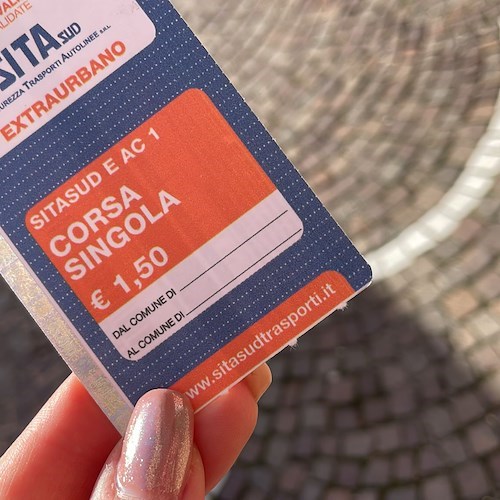 SITA SUD
TRASPORTI AUTOLINEE S.R.L.
EXTRAURBANO
SITASUD E AC 1
CORSA
SINGOLA
€ 1,50
DAL COMUNE DI
AL COMUNE DI
www.sitasudtrasporti.it